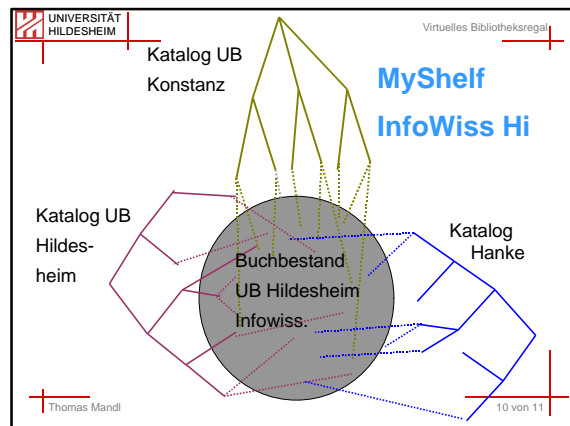 UNIVERSITÄT
HILDESHEIM
Virtuelles Bibliotheksregal
Katalog UB
Konstanz
MyShelf
InfoWiss Hi
Katalog UB
Hildes-
heim
Katalog
Hanke
Buchbestand
UB Hildesheim
Infowiss.
Thomas Mandl
10 von 11